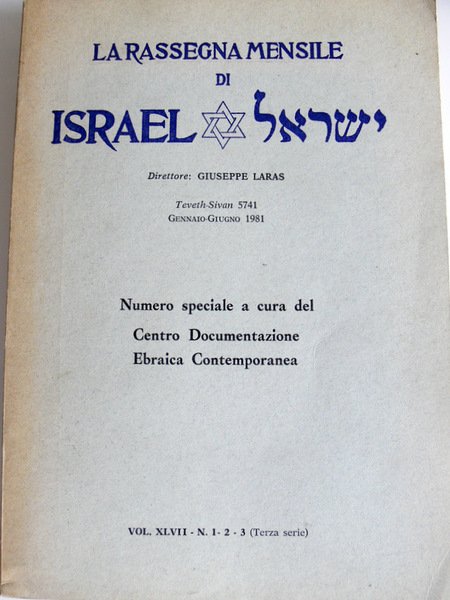 LA RASSEGNA MENSILE
DI
ISRAEL ישראל
Direttore: GIUSEPPE LARAS
Teveth-Sivan 5741
GENNAIO-GIUGNO 1981
Numero speciale a cura del
Centro Documentazione
Ebraica Contemporanea
VOL. XLVII - N. 1 - 2 - 3 (Terza serie)